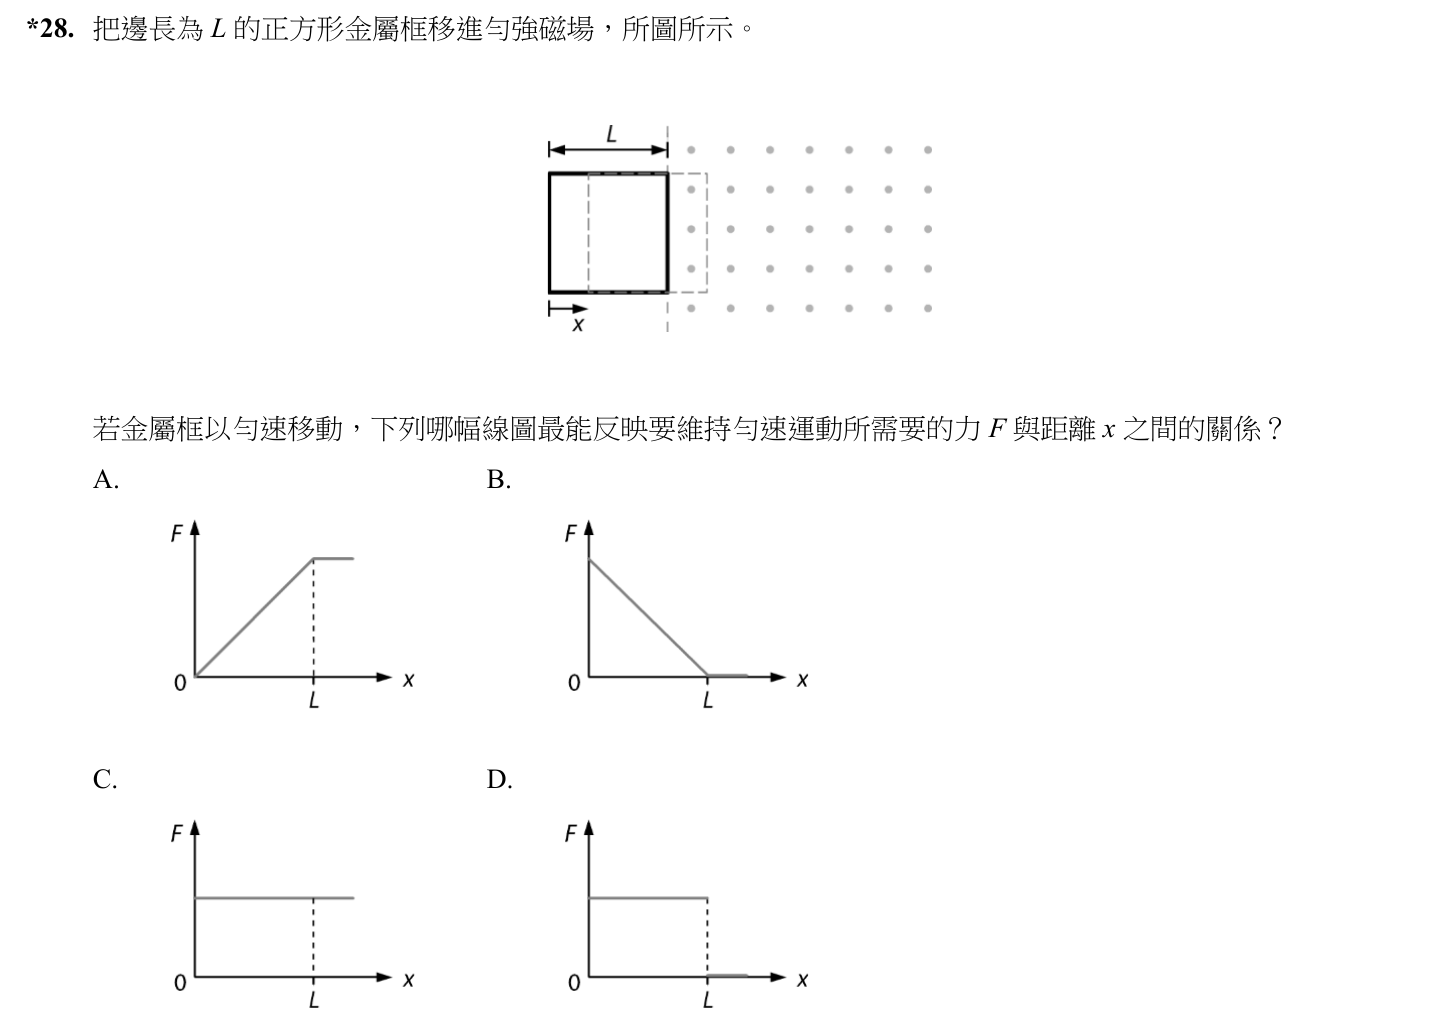 *28. 把邊長為 L 的正方形金屬框移進勻強磁場，所圖所示。
L
x
若金屬框以勻速移動，下列哪幅線圖最能反映要維持勻速運動所需要的力 F 與距離 x 之間的關係？
A. B.
F F
0 L x 0 L x
C. D.
F F
0 L x 0 L x